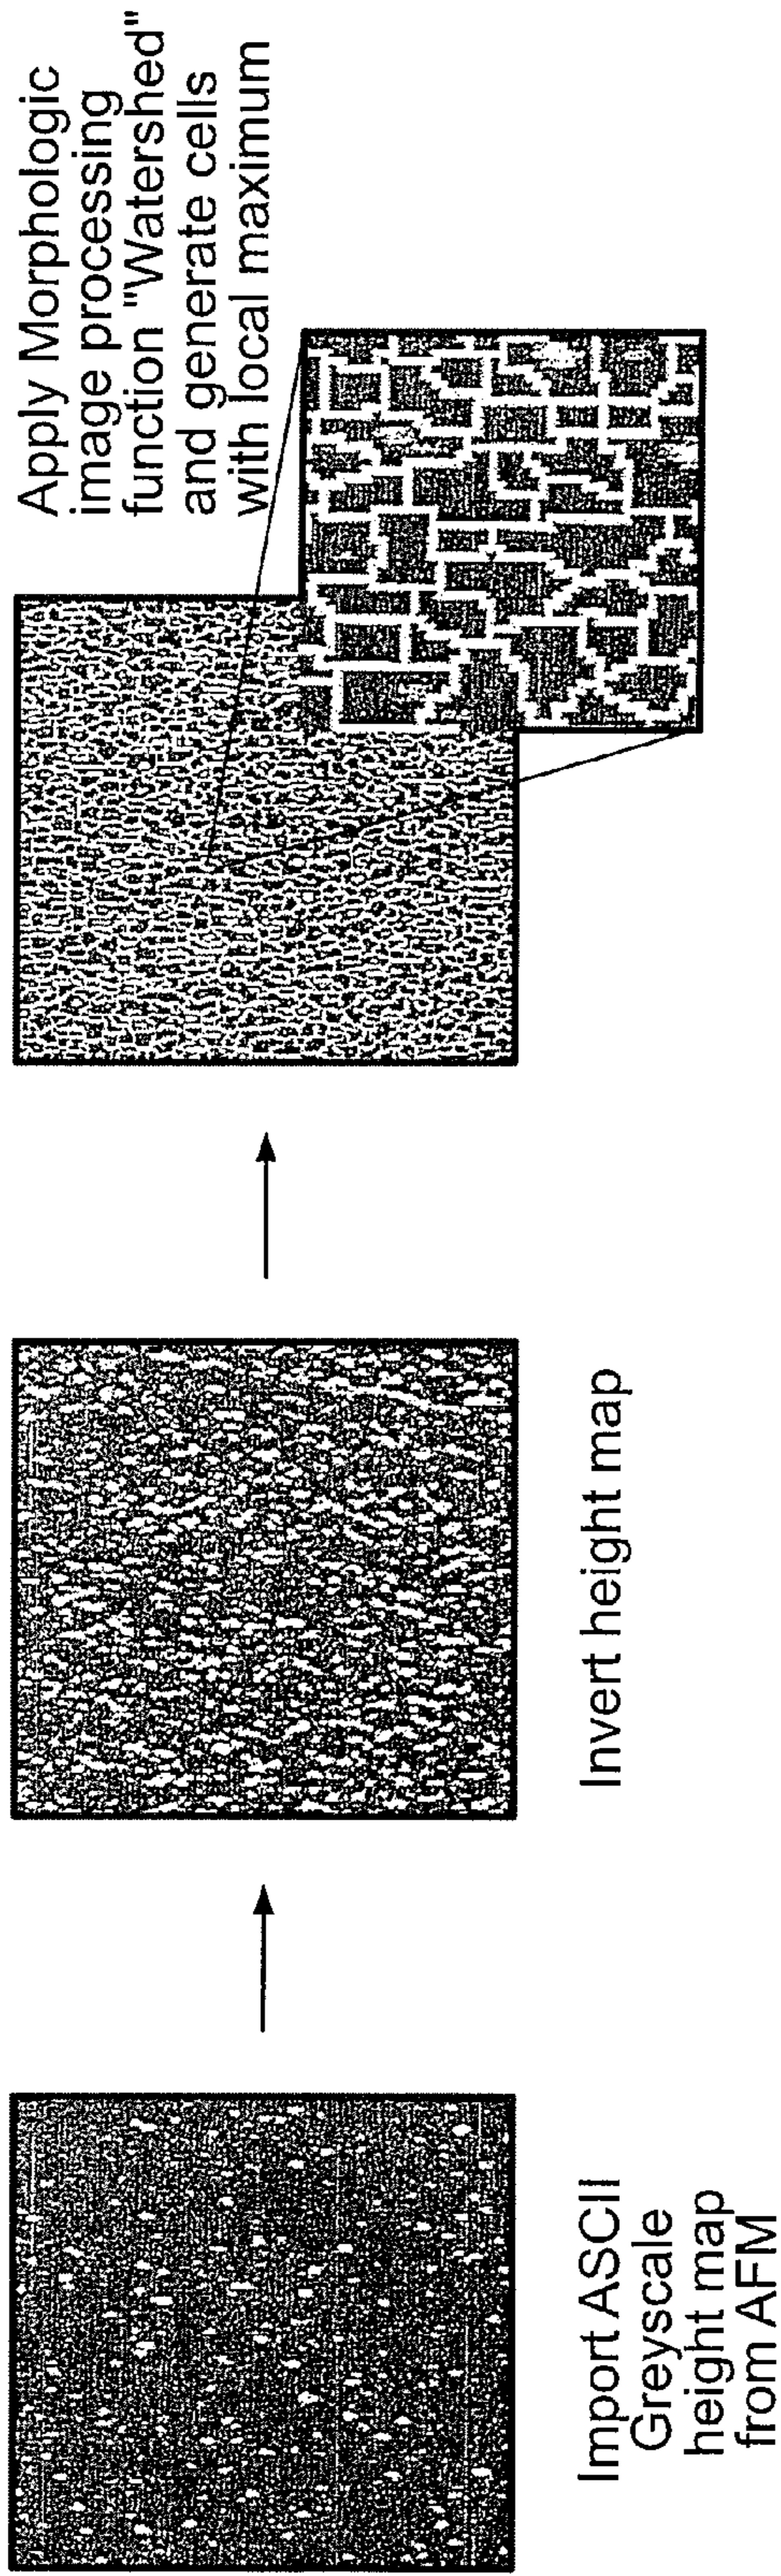 Import ASCII
Greyscale
height map
from AFM
Invert height map
Apply Morphologic
image processing
function "Watershed"
and generate cells
with local maximum